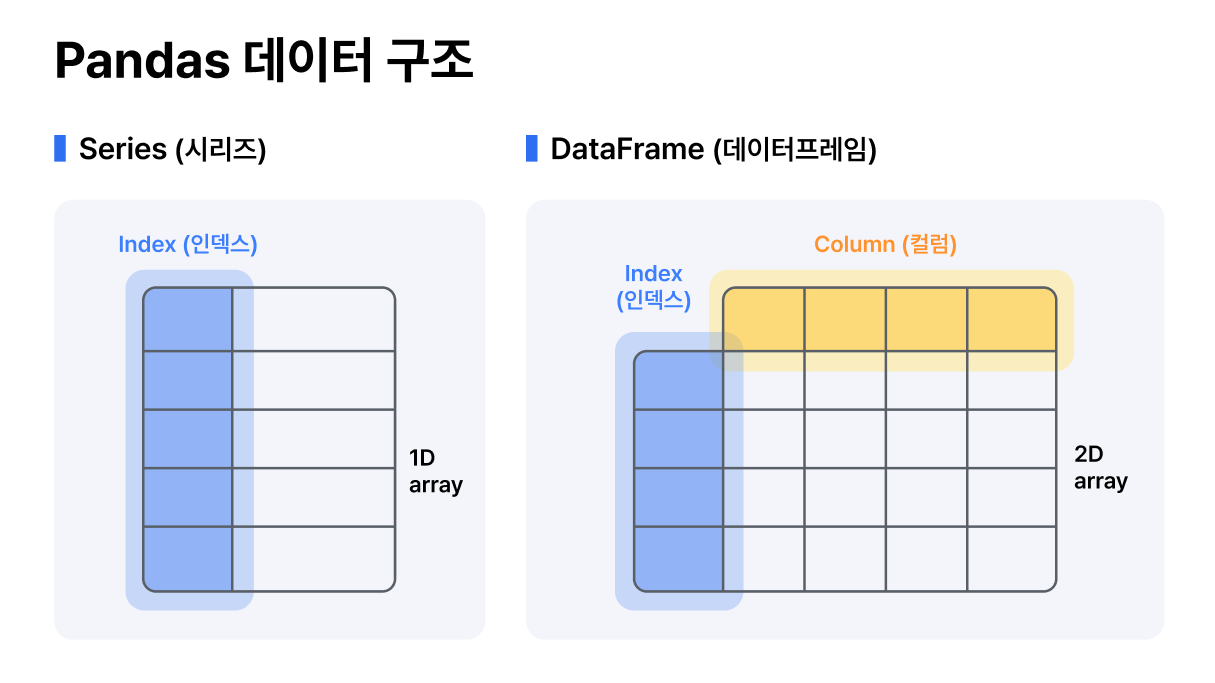 Pandas 데이터 구조
Series (시리즈)
Index (인덱스)
1D
array
DataFrame (데이터프레임)
Column (컬럼)
Index
(인덱스)
2D
array